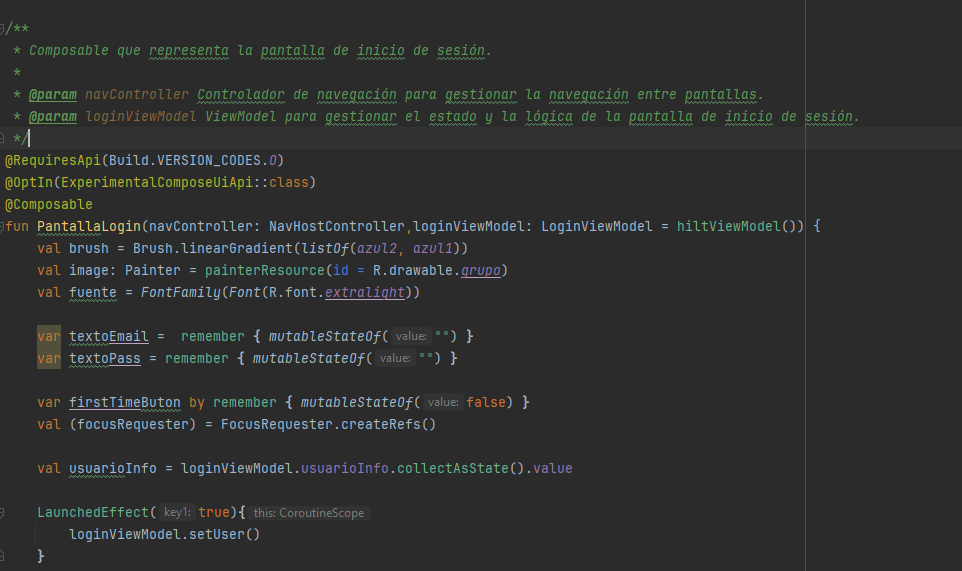 /**
 * Composable que representa la pantalla de inicio de sesión.
 *
 * @param navController Controlador de navegación para gestionar la navegación entre pantallas.
 * @param loginViewModel ViewModel para gestionar el estado y la lógica de la pantalla de inicio de sesión.
 */
@RequiresApi(Build.VERSION_CODES.O)
@OptIn(ExperimentalComposeUiApi::class)
@Composable
fun PantallaLogin(navController: NavHostController,loginViewModel: LoginViewModel = hiltViewModel()) {
    val brush = Brush.linearGradient(listOf(azul2, azul1))
    val image: Painter = painterResource(id = R.drawable.grupo)
    val fuente = FontFamily(Font(R.font.extralight))

    var textoEmail =  remember { mutableStateOf( value: "") }
    var textoPass = remember { mutableStateOf( value: "") }

    var firstTimeButon by remember { mutableStateOf( value: false) }
    val (focusRequester) = FocusRequester.createRefs()

    val usuarioInfo = loginViewModel.usuarioInfo.collectAsState().value

    LaunchedEffect( key1: true){ this: CoroutineScope
        loginViewModel.setUser()
    }